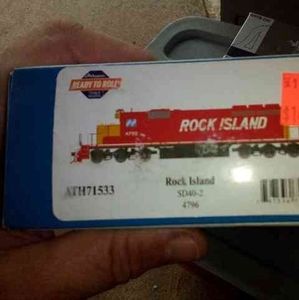 READY TO ROLL
ROCK ISLAND
4796
ATH71533
Rock Island
SD40-2
4796